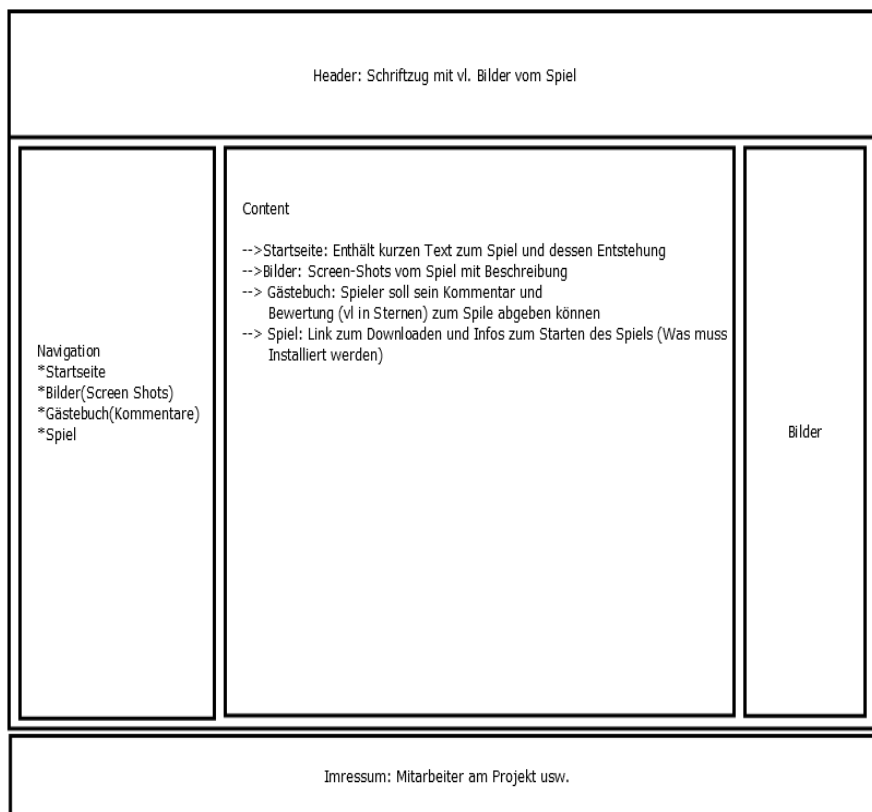 Header: Schriftzug mit vl. Bilder vom Spiel
Navigation
*Startseite
*Bilder(Screen Shots)
*Gästebuch(Kommentare)
*Spiel
Content
-->Startseite: Enthält kurzen Text zum Spiel und dessen Entstehung
-->Bilder: Screen-Shots vom Spiel mit Beschreibung
--> Gästebuch: Spieler soll sein Kommentar und
Bewertung (vl in Sternen) zum Spile abgeben können
--> Spiel: Link zum Downloaden und Infos zum Starten des Spiels (Was muss
Installiert werden)
Bilder
Imressum: Mitarbeiter am Projekt usw.